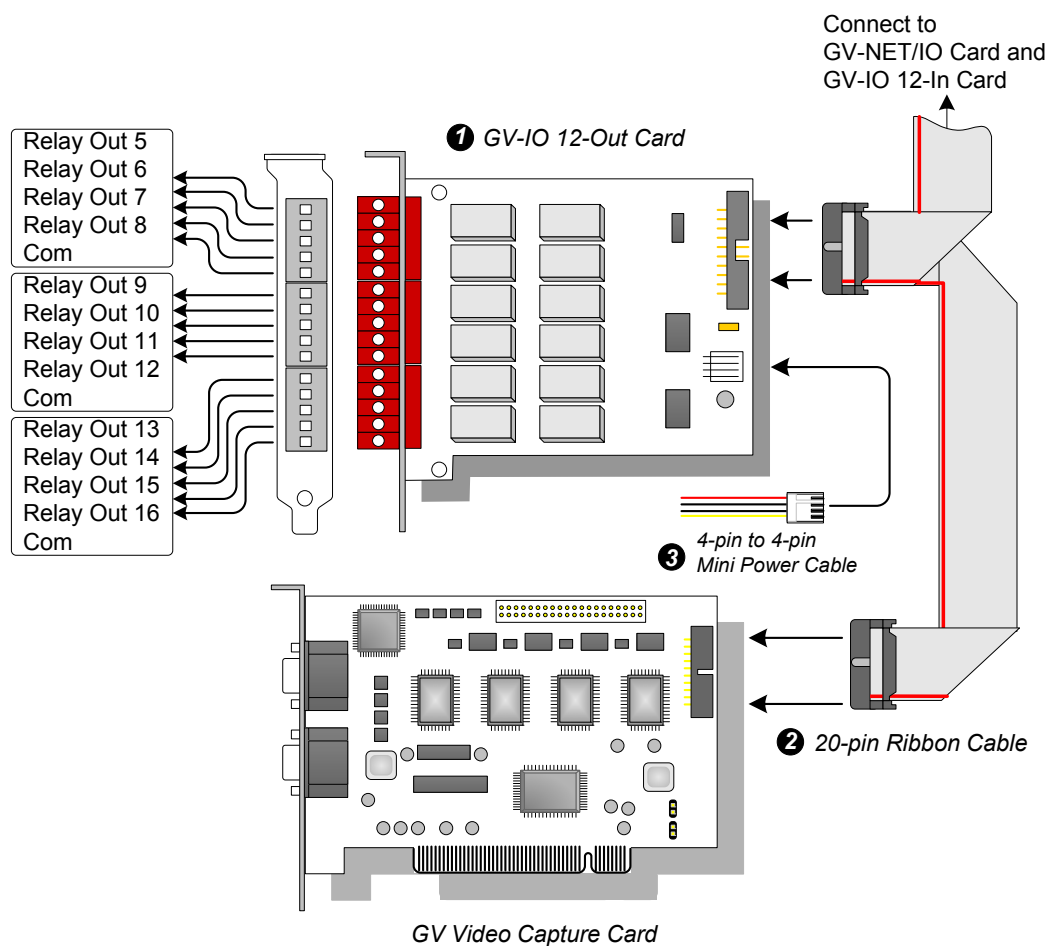 Connect to
GV-NET/IO Card and
GV-IO 12-In Card
1 GV-IO 12-Out Card
Relay Out 5
Relay Out 6
Relay Out 7
Relay Out 8
Com
Relay Out 9
Relay Out 10
Relay Out 11
Relay Out 12
Com
Relay Out 13
Relay Out 14
Relay Out 15
Relay Out 16
Com
3 4-pin to 4-pin
Mini Power Cable
2 20-pin Ribbon Cable
GV Video Capture Card